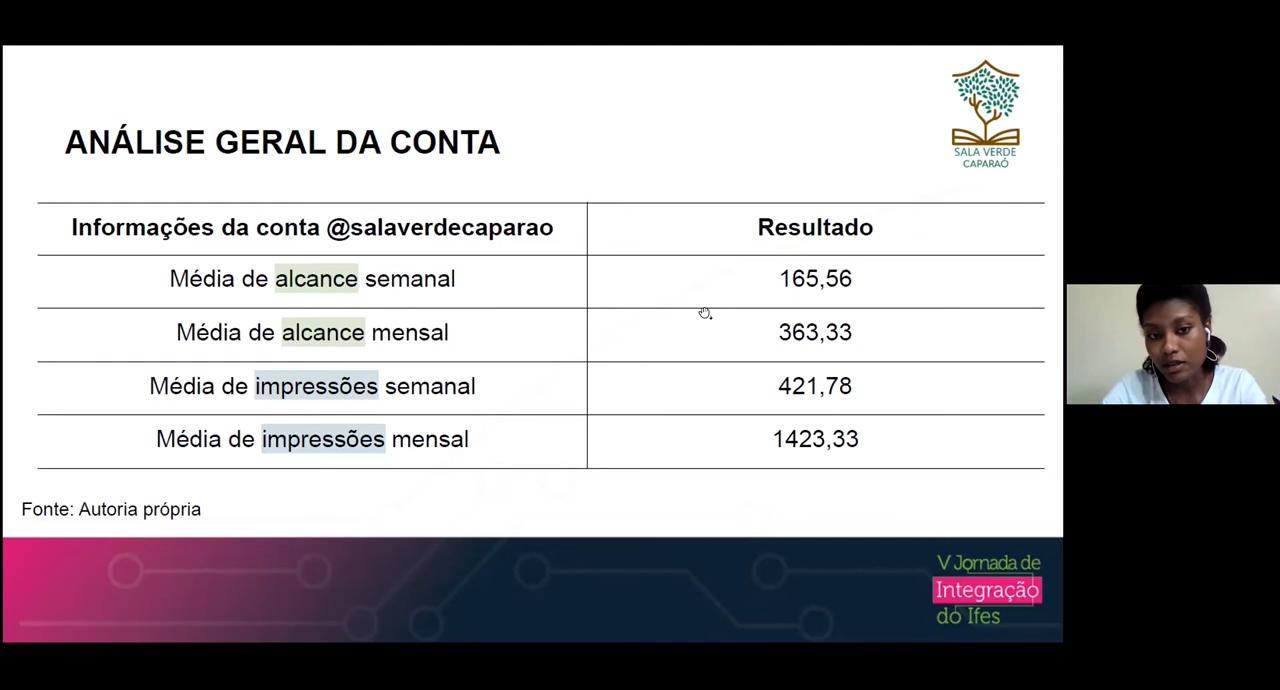 SALA VERDE
CAPARAÓ
ANÁLISE GERAL DA CONTA
Informações da conta @salaverdecaparao Resultado
Média de alcance semanal 165,56
Média de alcance mensal 363,33
Média de impressões semanal 421,78
Média de impressões mensal 1423,33
Fonte: Autoria própria
V Jornada de
Integração
do Ifes